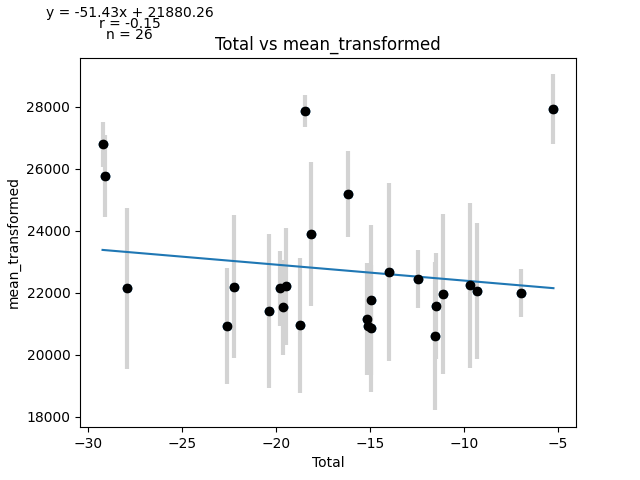 y = -51.43x + 21880.26
r = -0.15
n = 26
Total vs mean_transformed
mean_transformed
28000
26000
24000
22000
20000
18000
−30
−25
−20
−15
−10
−5
Total